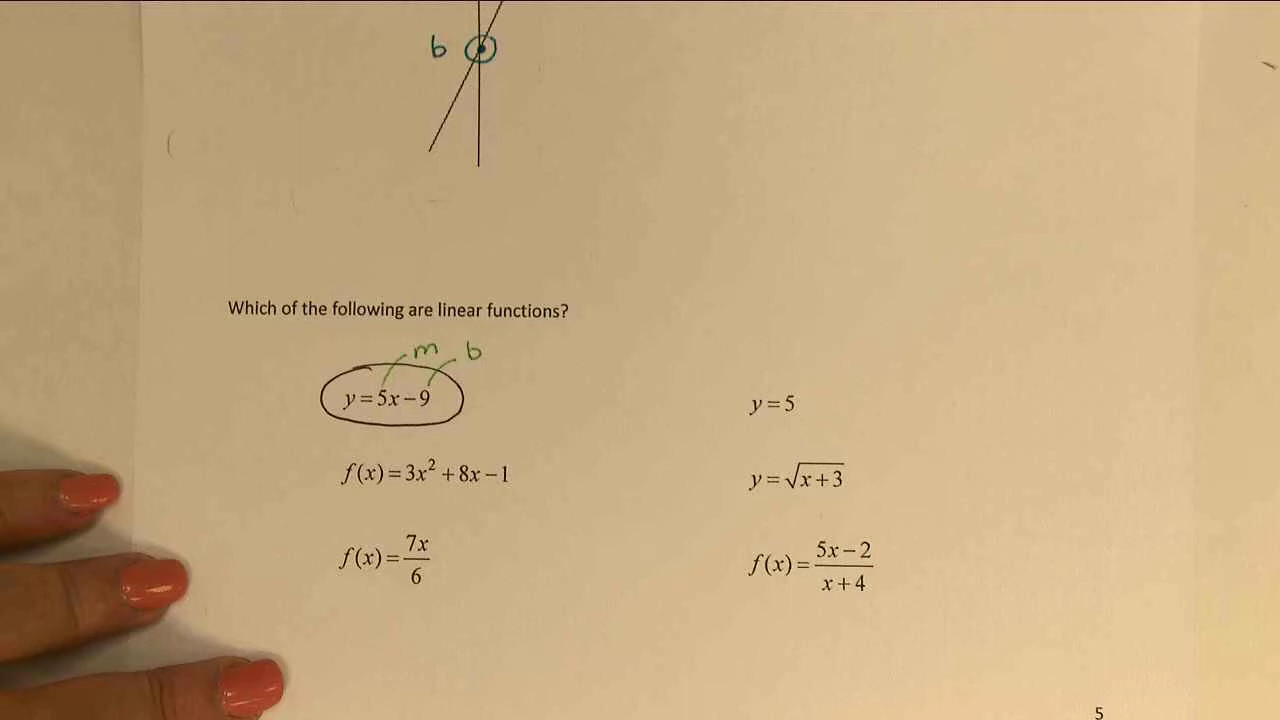 b
Which of the following are linear functions?
m b
y = 5x − 9
y = 5
f(x) = 3x² + 8x − 1
y = √(x + 3)
f(x) = 7x/6
f(x) = (5x − 2)/(x + 4)
5